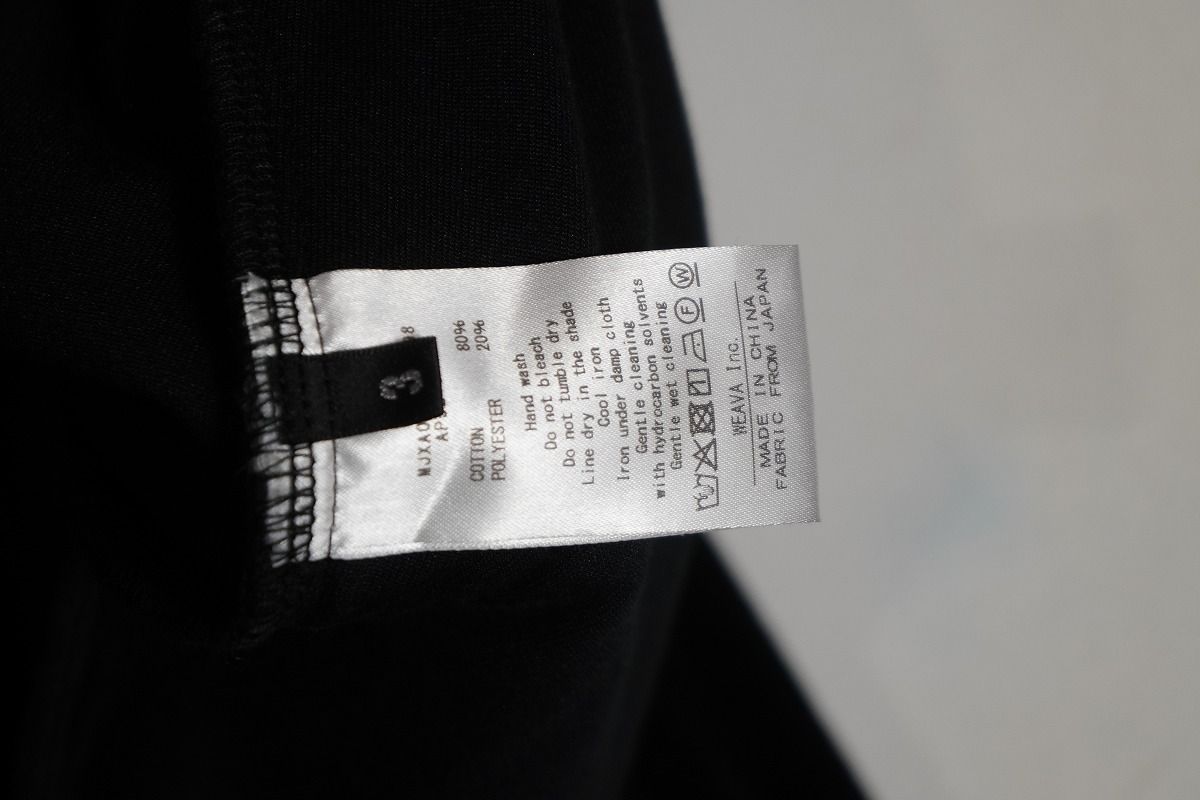 3
COTTON 80%
POLYESTER 20%
Hand wash
Do not bleach
Do not tumble dry
Line dry in the shade
Cool iron
Iron under damp cloth
Gentle cleaning
with hydrocarbon solvents
Gentle wet cleaning
F W
WEAVA Inc.
MADE IN CHINA
FABRIC FROM JAPAN